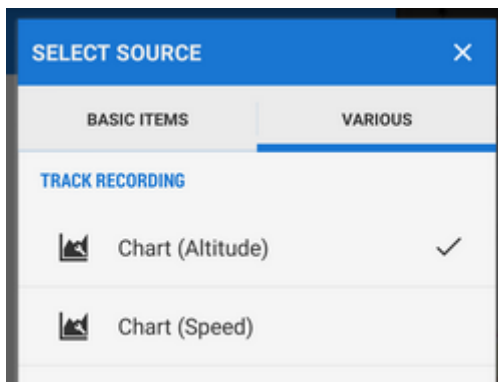 SELECT SOURCE
BASIC ITEMS VARIOUS
TRACK RECORDING
Chart (Altitude)
Chart (Speed)